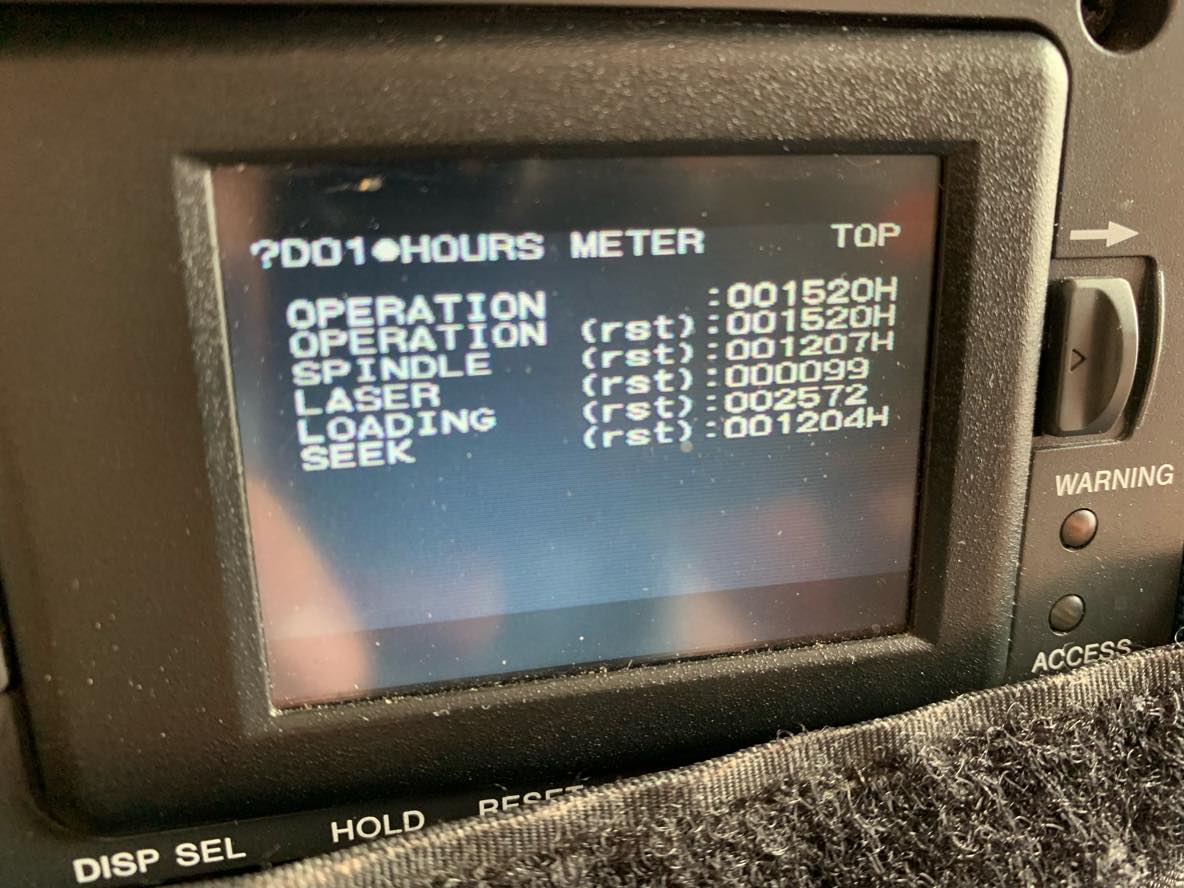 ?D01●HOURS METER TOP
OPERATION :001520H
OPERATION (rst):001520H
SPINDLE (rst):001207H
LASER (rst):000099
LOADING (rst):002572
SEEK (rst):001204H
WARNING
ACCESS
DISP SEL HOLD RESET